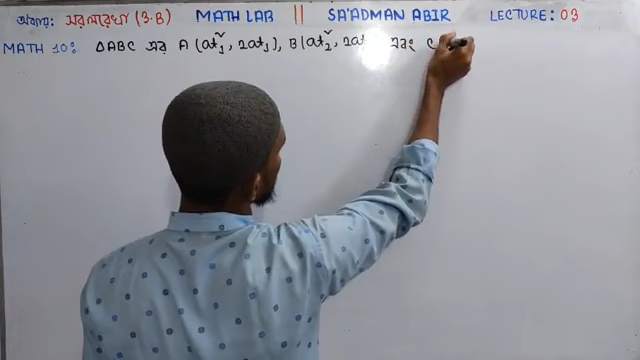 অধ্যায়: সরলরেখা (3.B) MATH LAB || SA'ADMAN ABIR LECTURE: 03
MATH 10: ΔABC এর A (at₁², 2at₁), B(at₂², 2at এবং C